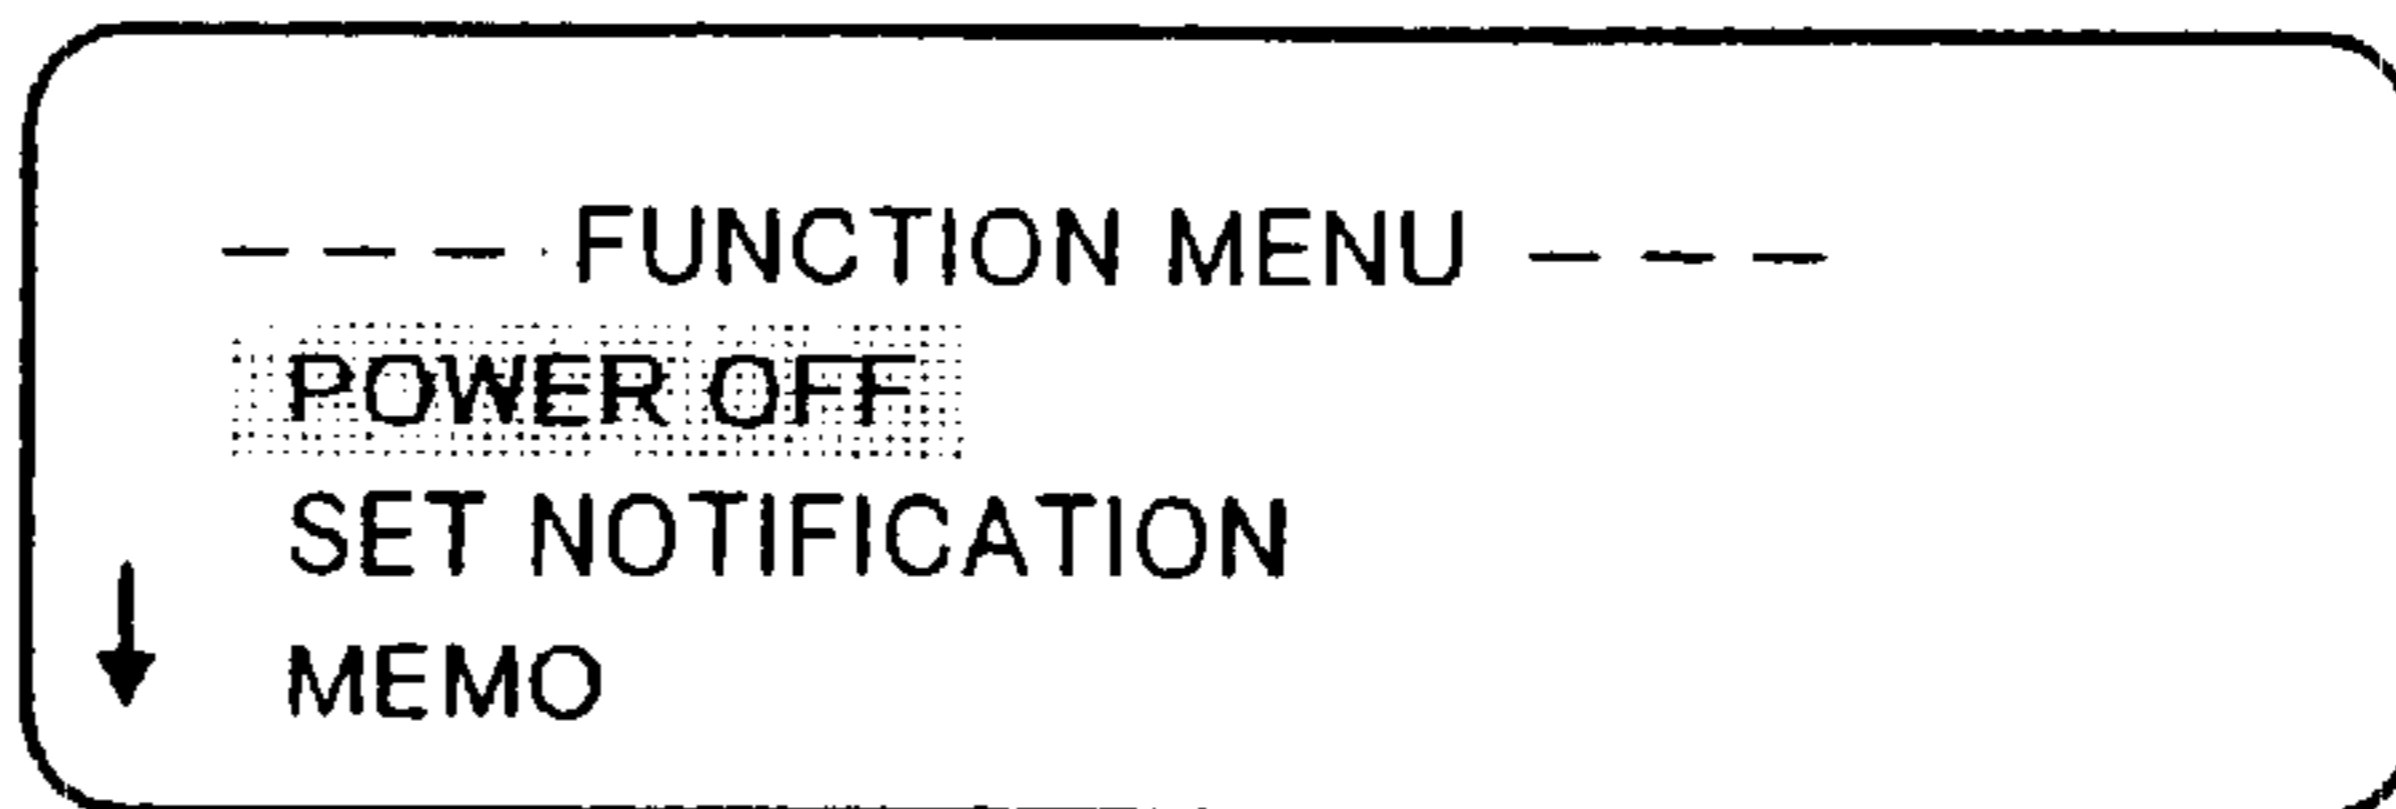 --- FUNCTION MENU ---
POWER OFF
SET NOTIFICATION
MEMO